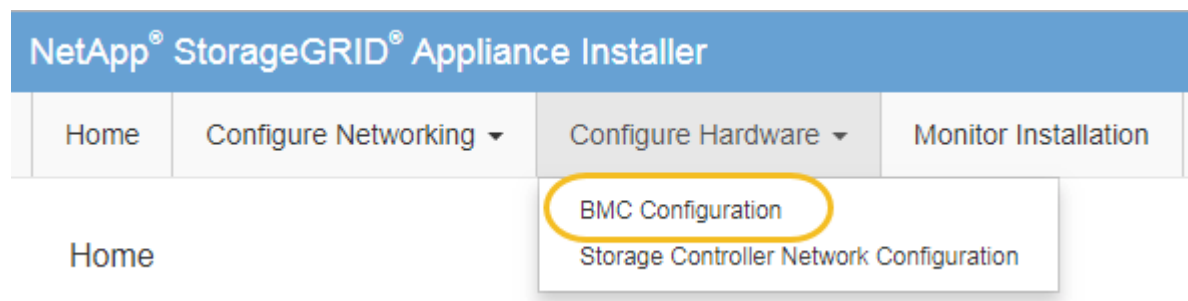 NetApp® StorageGRID® Appliance Installer
Home Configure Networking Configure Hardware Monitor Installation
BMC Configuration
Home
Storage Controller Network Configuration